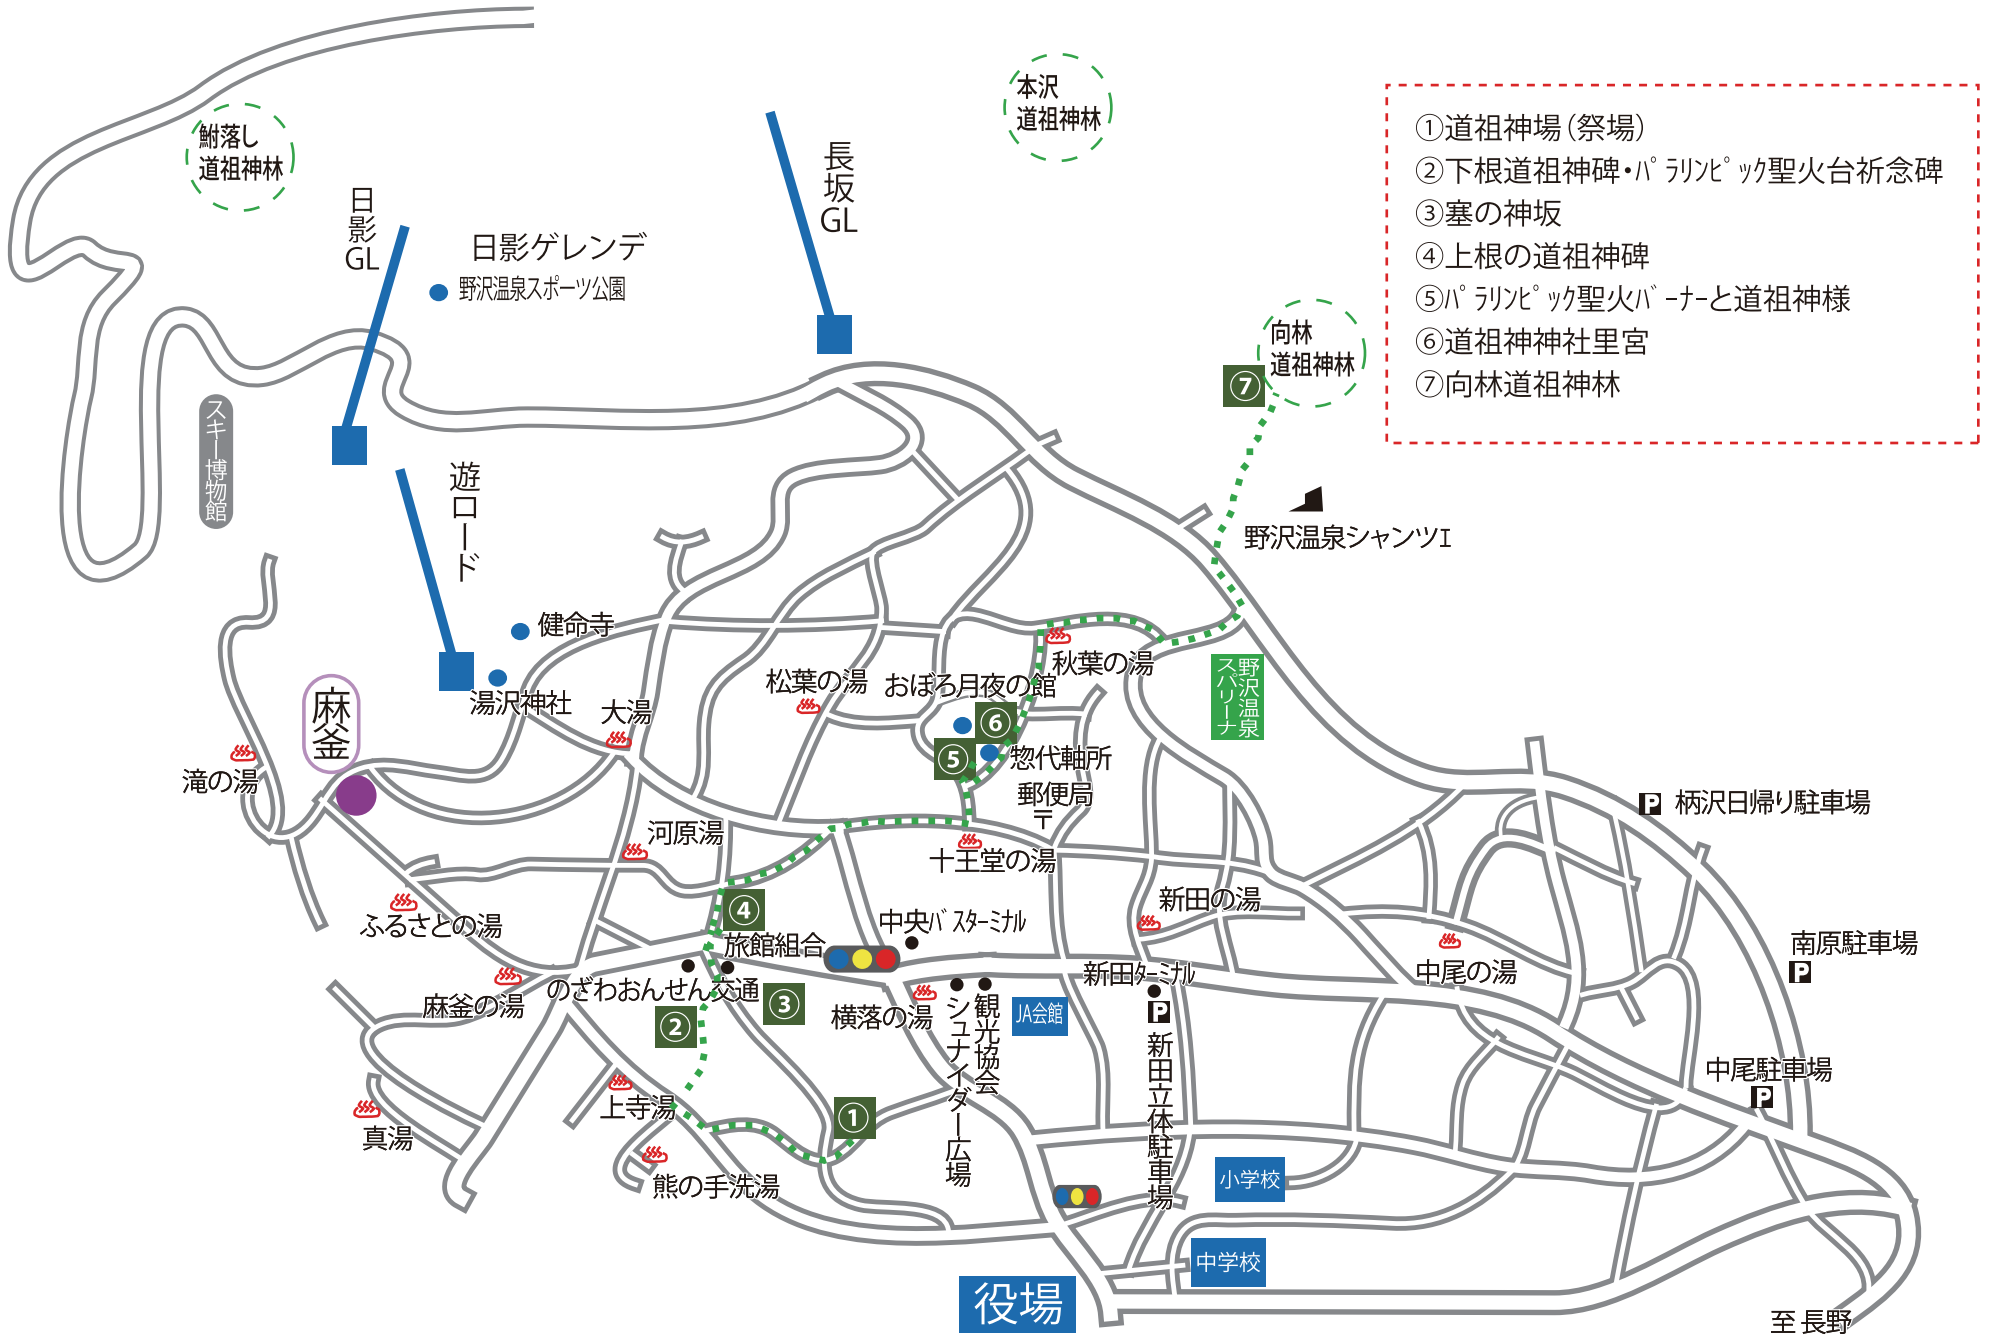 鮒落し
道祖神林
本沢
道祖神林
①道祖神場（祭場）
②下根道祖神碑・ﾊﾟﾗﾘﾝﾋﾟｯｸ聖火台祈念碑
③塞の神坂
④上根の道祖神碑
⑤ﾊﾟﾗﾘﾝﾋﾟｯｸ聖火ﾊﾞｰﾅｰと道祖神様
⑥道祖神神社里宮
⑦向林道祖神林
長坂GL
日影GL
日影ゲレンデ
野沢温泉スポーツ公園
向林
道祖神林
⑦
スキー博物館
遊ロード
野沢温泉シャンツェ
健命寺
湯沢神社
麻釜
大湯
松葉の湯
おぼろ月夜の館
秋葉の湯
野沢温泉
スパリーナ
⑥
⑤
惣代軸所
郵便局
〒
滝の湯
河原湯
十王堂の湯
柄沢日帰り駐車場
P
ふるさとの湯
④
旅館組合
中央ﾊﾞｽﾀｰﾐﾅﾙ
新田の湯
新田ﾀｰﾐﾅﾙ
中尾の湯
南原駐車場
P
麻釜の湯
のざわおんせん交通
③
②
横落の湯
シュナイダー広場
観光協会
JA会館
P
新田立体駐車場
中尾駐車場
P
真湯
上寺湯
①
熊の手洗湯
小学校
中学校
役場
至 長野